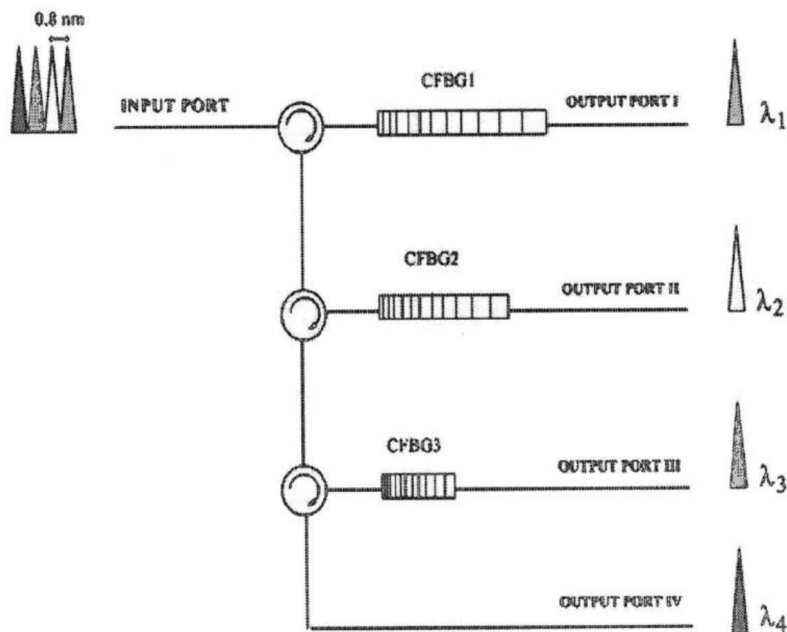 0.8 nm
CFBG1
INPUT PORT
OUTPUT PORT I
λ1
CFBG2
OUTPUT PORT II
λ2
CFBG3
OUTPUT PORT III
λ3
OUTPUT PORT IV
λ4